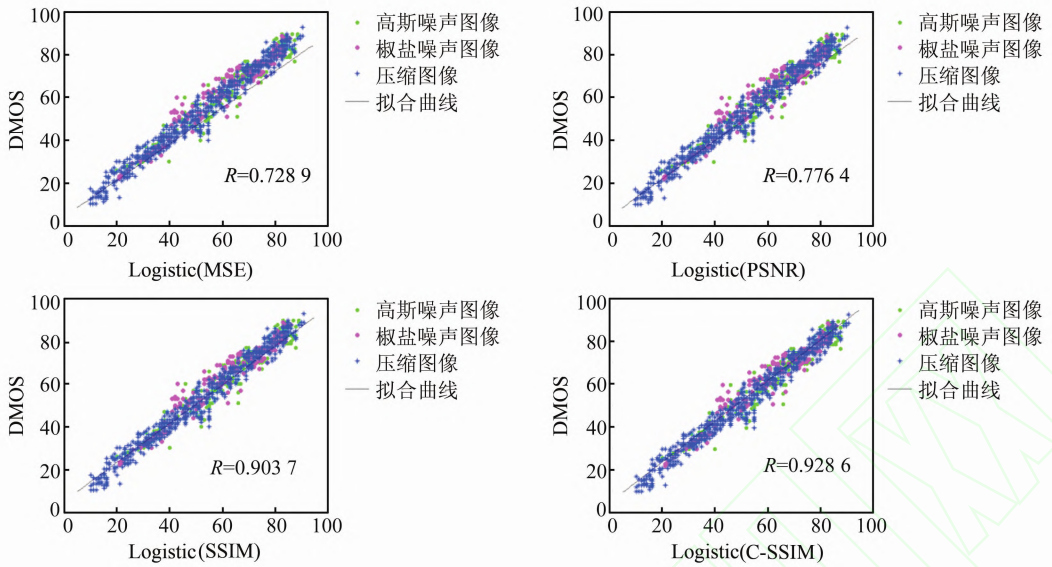 100
80
60
40
20
0
DMOS
0 20 40 60 80 100
Logistic(MSE)
R=0.728 9
高斯噪声图像
椒盐噪声图像
压缩图像
拟合曲线
100
80
60
40
20
0
DMOS
0 20 40 60 80 100
Logistic(PSNR)
R=0.776 4
高斯噪声图像
椒盐噪声图像
压缩图像
拟合曲线
100
80
60
40
20
0
DMOS
0 20 40 60 80 100
Logistic(SSIM)
R=0.903 7
高斯噪声图像
椒盐噪声图像
压缩图像
拟合曲线
100
80
60
40
20
0
DMOS
0 20 40 60 80 100
Logistic(C-SSIM)
R=0.928 6
高斯噪声图像
椒盐噪声图像
压缩图像
拟合曲线